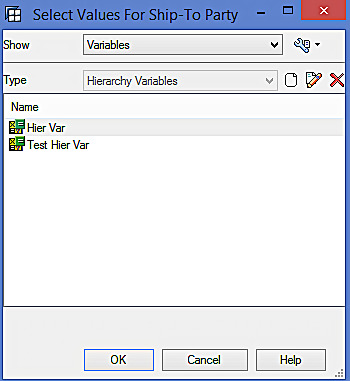 Select Values For Ship-To Party
Show Variables
Type Hierarchy Variables
Name
Hier Var
Test Hier Var
OK Cancel Help